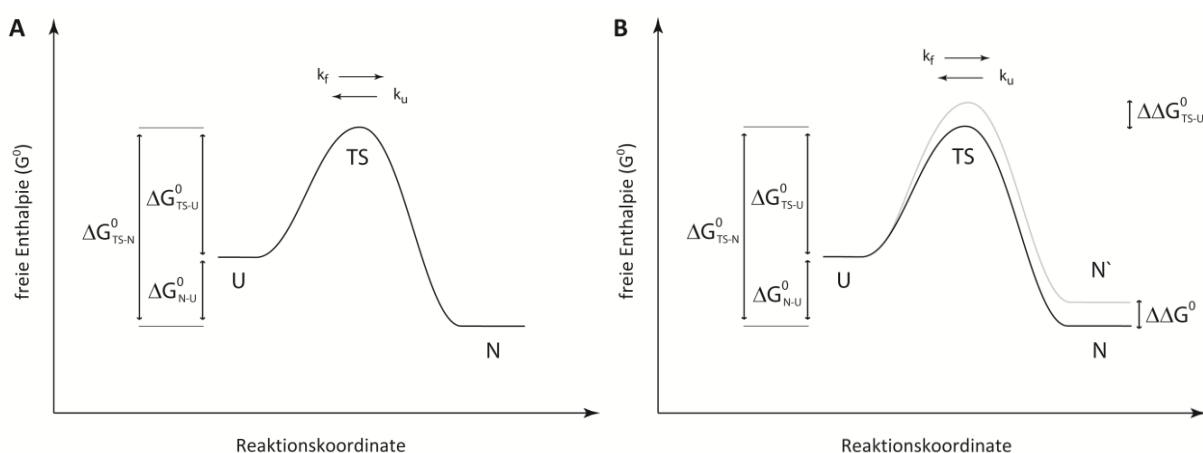 A
freie Enthalpie (G⁰)
k_f
k_u
TS
ΔG⁰_TS-U
ΔG⁰_TS-N
ΔG⁰_N-U
U
N
Reaktionskoordinate
B
freie Enthalpie (G⁰)
k_f
k_u
ΔΔG⁰_TS-U
TS
ΔG⁰_TS-U
ΔG⁰_TS-N
ΔG⁰_N-U
U
N`
ΔΔG⁰
N
Reaktionskoordinate